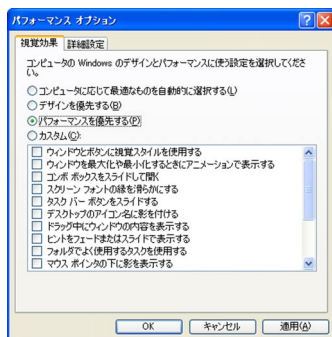 パフォーマンス オプション
視覚効果 詳細設定
コンピュータの Windows のデザインとパフォーマンスに使う設定を選択してくださ
い。
コンピュータに応じて最適なものを自動的に選択する(L)
デザインを優先する(B)
パフォーマンスを優先する(P)
カスタム(C):
ウィンドウとボタンに視覚スタイルを使用する
ウィンドウを最大化や最小化するときにアニメーションで表示する
コンボ ボックスをスライドして開く
スクリーン フォントの縁を滑らかにする
タスク バー ボタンをスライドする
デスクトップのアイコン名に影を付ける
ドラッグ中にウィンドウの内容を表示する
ヒントをフェードまたはスライドで表示する
フォルダでよく使用するタスクを使用する
マウス ポインタの下に影を表示する
OK キャンセル 適用(A)